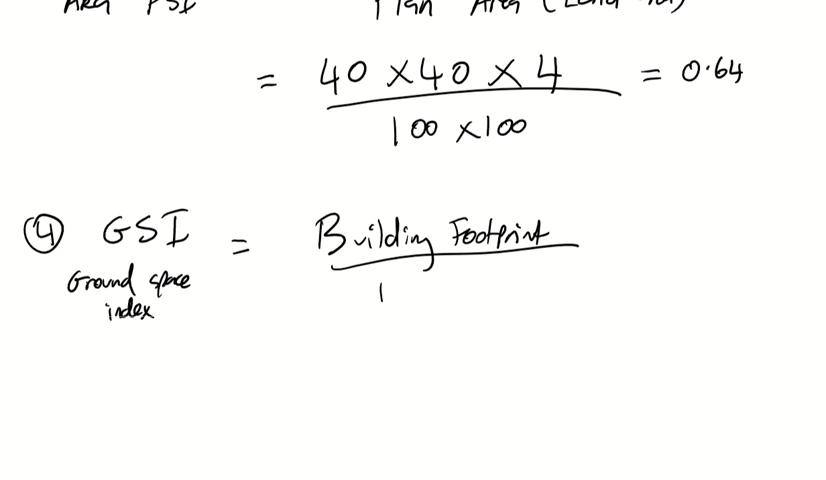 = 40 × 40 × 4 = 0.64
100 × 100
④ GSI = Building Footprint
Ground space
index